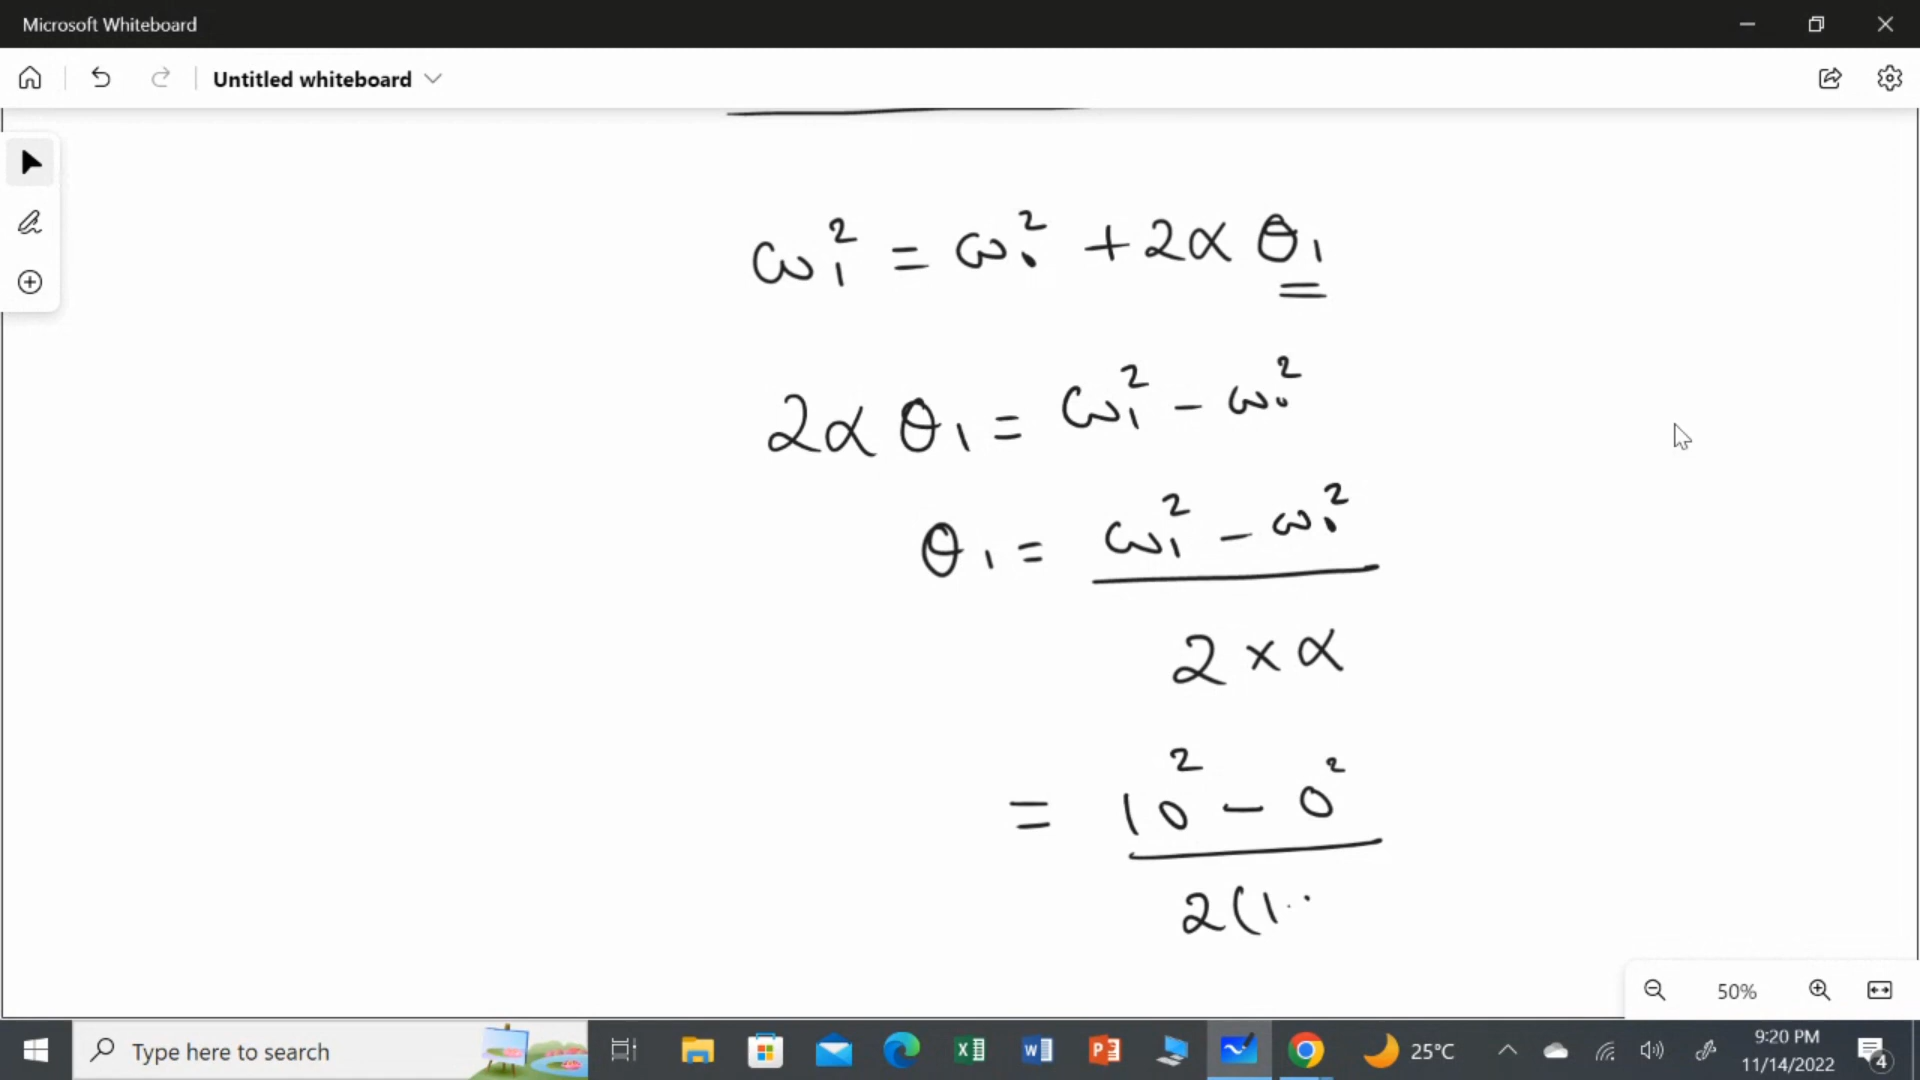 Microsoft Whiteboard
Untitled whiteboard
ω₁² = ω₀² + 2α θ₁
2α θ₁ = ω₁² - ω₀²
θ₁ = ω₁² - ω₀²
2 × α
= 10² - 0²
2(1.
50%
Type here to search
25°C
9:20 PM
11/14/2022
4